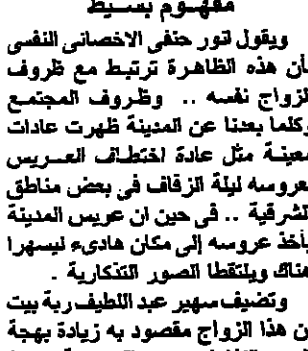 مفهوم بسيط
ويقول انور حنفى الاخصائى النفسى
بأن هذه الظاهرة ترتبط مع ظروف
الزواج نفسه .. وظروف المجتمع
وكلما بعدنا عن المدينة ظهرت عادات
معينة مثل عادة اختطاف العريس
لعروسه ليلة الزفاف فى بعض مناطق
الشرقية .. فى حين ان عريس المدينة
يأخذ عروسه إلى مكان هادىء ليسهرا
هناك ويلتقطا الصور التذكارية .
وتضيف سهير عبد اللطيف ربة بيت
ان هذا الزواج مقصود به زيادة بهجة